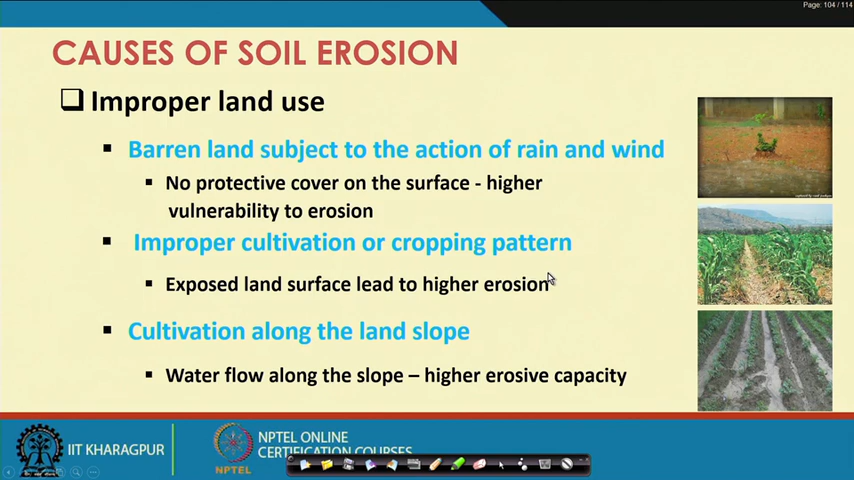 Page: 104 / 114
CAUSES OF SOIL EROSION
Improper land use
Barren land subject to the action of rain and wind
No protective cover on the surface - higher
vulnerability to erosion
Improper cultivation or cropping pattern
Exposed land surface lead to higher erosion
Cultivation along the land slope
Water flow along the slope – higher erosive capacity
IIT KHARAGPUR
NPTEL
NPTEL ONLINE
CERTIFICATION COURSES